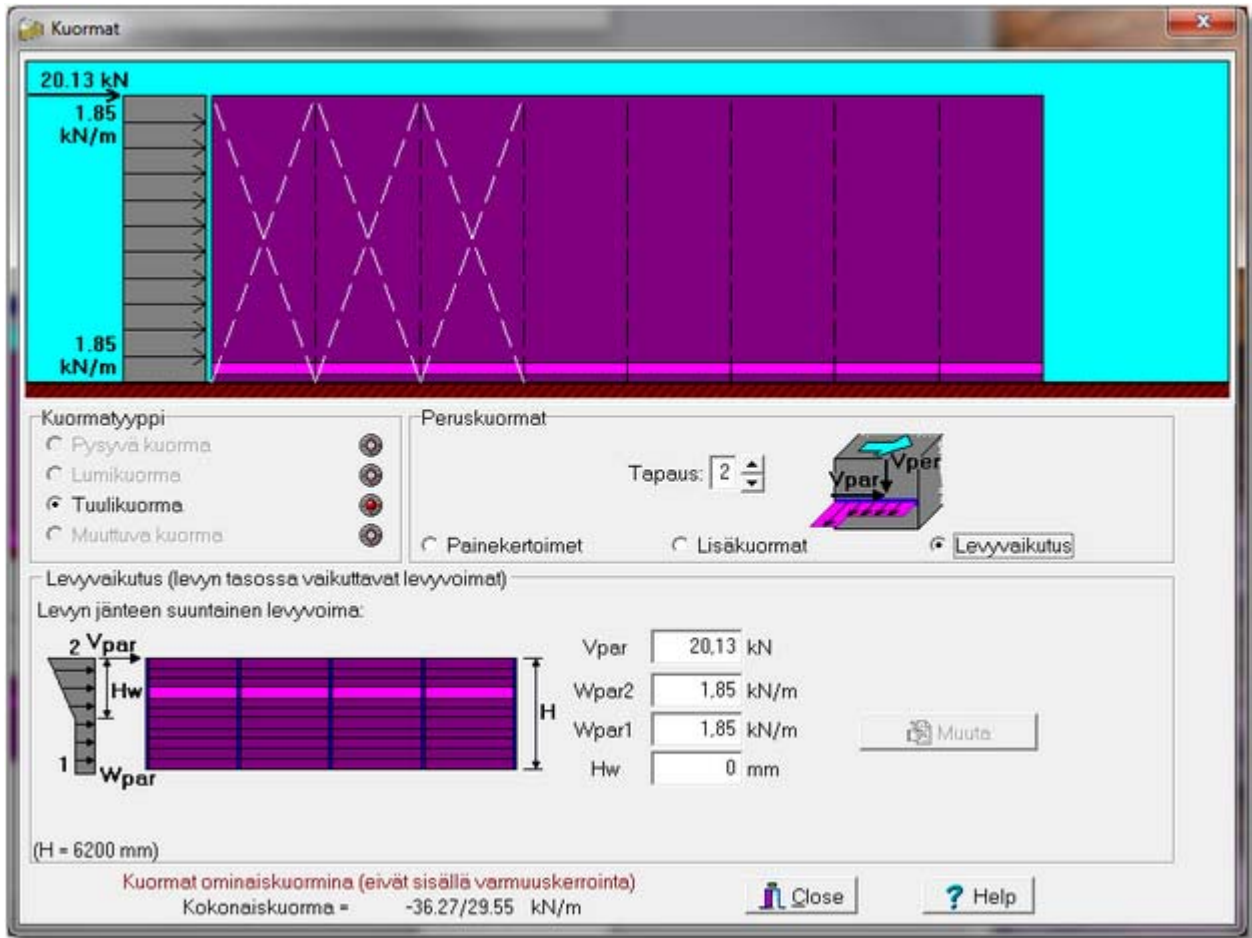 Kuormat
20.13 kN
1.85
kN/m
1.85
kN/m
Kuormatyyppi
Pysyvä kuorma
Lumikuorma
Tuulikuorma
Muuttuva kuorma
Peruskuormat
Tapaus: 2
Vper
Vpar
Painekertoimet
Lisäkuormat
Levyvaikutus
Levyvaikutus (levyn tasossa vaikuttavat levyvoimat)
Levyn jänteen suuntainen levyvoima:
2 Vpar
Hw
H
1 Wpar
Vpar 20,13 kN
Wpar2 1,85 kN/m
Wpar1 1,85 kN/m
Hw 0 mm
Muuta
(H = 6200 mm)
Kuormat ominaiskuormina (eivät sisällä varmuuskerrointa)
Kokonaiskuorma = -36.27/29.55 kN/m
Close
? Help